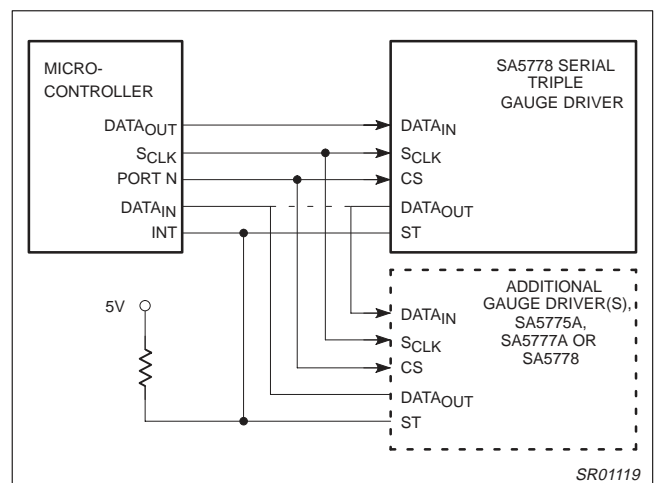 MICRO-
CONTROLLER
DATAOUT
SCLK
PORT N
DATAIN
INT
SA5778 SERIAL
TRIPLE
GAUGE DRIVER
DATAIN
SCLK
CS
DATAOUT
ST
5V
ADDITIONAL
GAUGE DRIVER(S),
SA5775A,
SA5777A OR
SA5778
DATAIN
SCLK
CS
DATAOUT
ST
SR01119